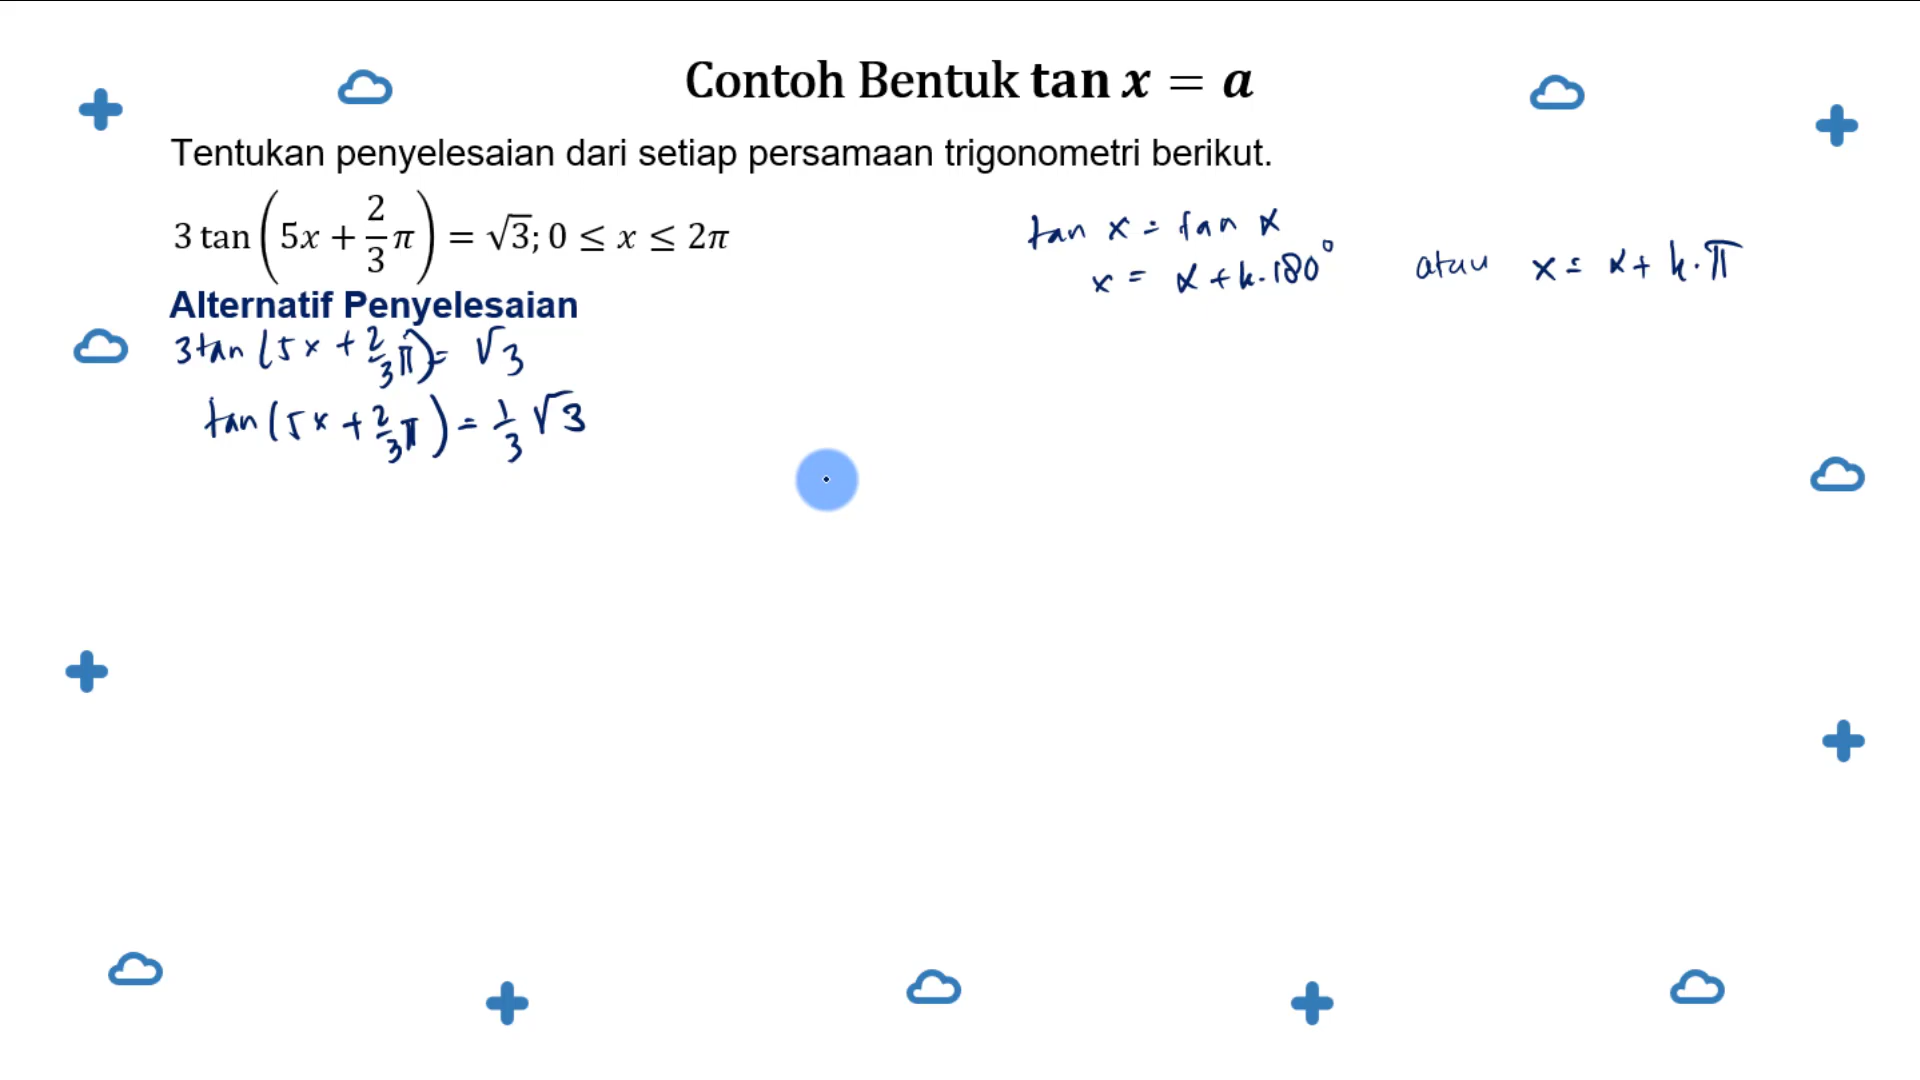 Contoh Bentuk tan x = a
Tentukan penyelesaian dari setiap persamaan trigonometri berikut.
3 tan(5x + 2/3 π) = √3; 0 ≤ x ≤ 2π
Alternatif Penyelesaian
3tan(5x + 2/3 π) = √3
tan(5x + 2/3 π) = 1/3 √3
tan x = tan α
x = α + k·180° atau x = α + k·π